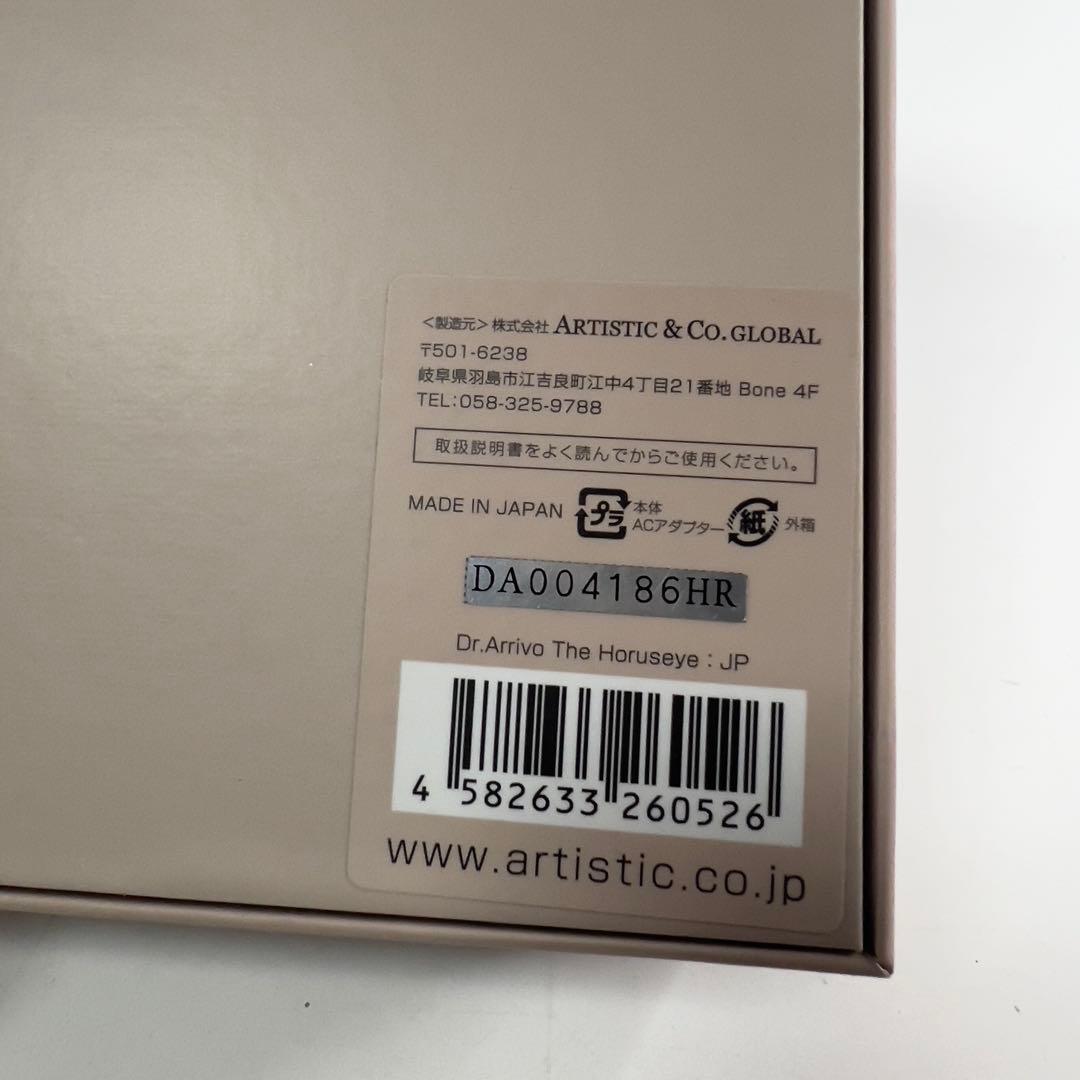 <製造元>株式会社 ARTISTIC & CO. GLOBAL
〒501-6238
岐阜県羽島市江吉良町江中4丁目21番地 Bone 4F
TEL:058-325-9788
取扱説明書をよく読んでからご使用ください。
MADE IN JAPAN プラ 本体 ACアダプター 紙 外箱
DA004186HR
Dr.Arrivo The Horuseye : JP
4 582633 260526
www.artistic.co.jp